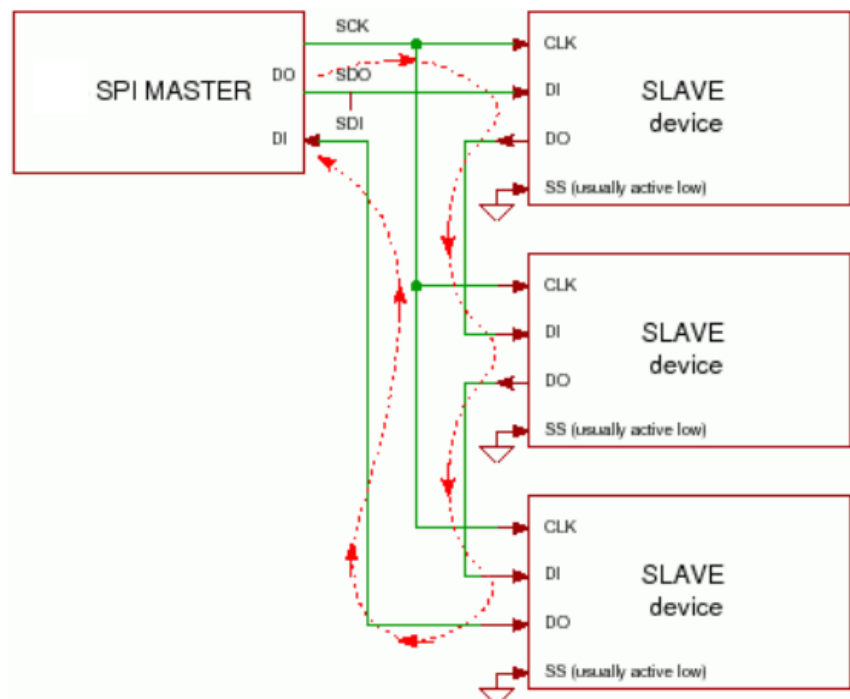 SCK
CLK
DO
SDO
SPI MASTER
DI
SLAVE
device
SDI
DI
DO
SS (usually active low)
CLK
DI
SLAVE
device
DO
SS (usually active low)
CLK
DI
SLAVE
device
DO
SS (usually active low)